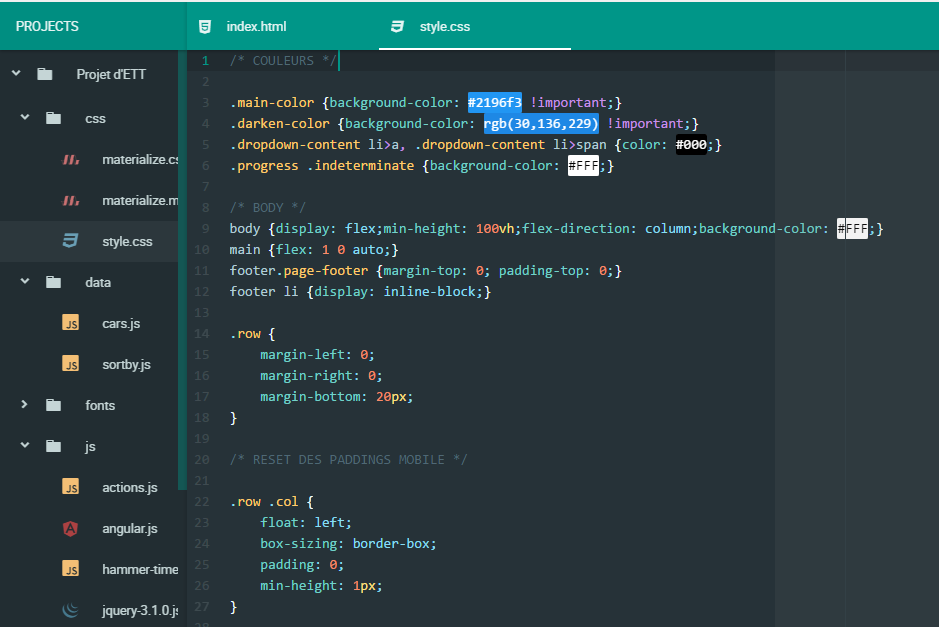 PROJECTS
index.html
style.css
Projet d'ETT
css
materialize.cs
materialize.m
style.css
data
cars.js
sortby.js
fonts
js
actions.js
angular.js
hammer-time
jquery-3.1.0.js
1 /* COULEURS */
2
3 .main-color {background-color: #2196f3 !important;}
4 .darken-color {background-color: rgb(30,136,229) !important;}
5 .dropdown-content li>a, .dropdown-content li>span {color: #000;}
6 .progress .indeterminate {background-color: #FFF;}
7
8 /* BODY */
9 body {display: flex;min-height: 100vh;flex-direction: column;background-color: #FFF;}
10 main {flex: 1 0 auto;}
11 footer.page-footer {margin-top: 0; padding-top: 0;}
12 footer li {display: inline-block;}
13
14 .row {
15 margin-left: 0;
16 margin-right: 0;
17 margin-bottom: 20px;
18 }
19
20 /* RESET DES PADDINGS MOBILE */
21
22 .row .col {
23 float: left;
24 box-sizing: border-box;
25 padding: 0;
26 min-height: 1px;
27 }
28